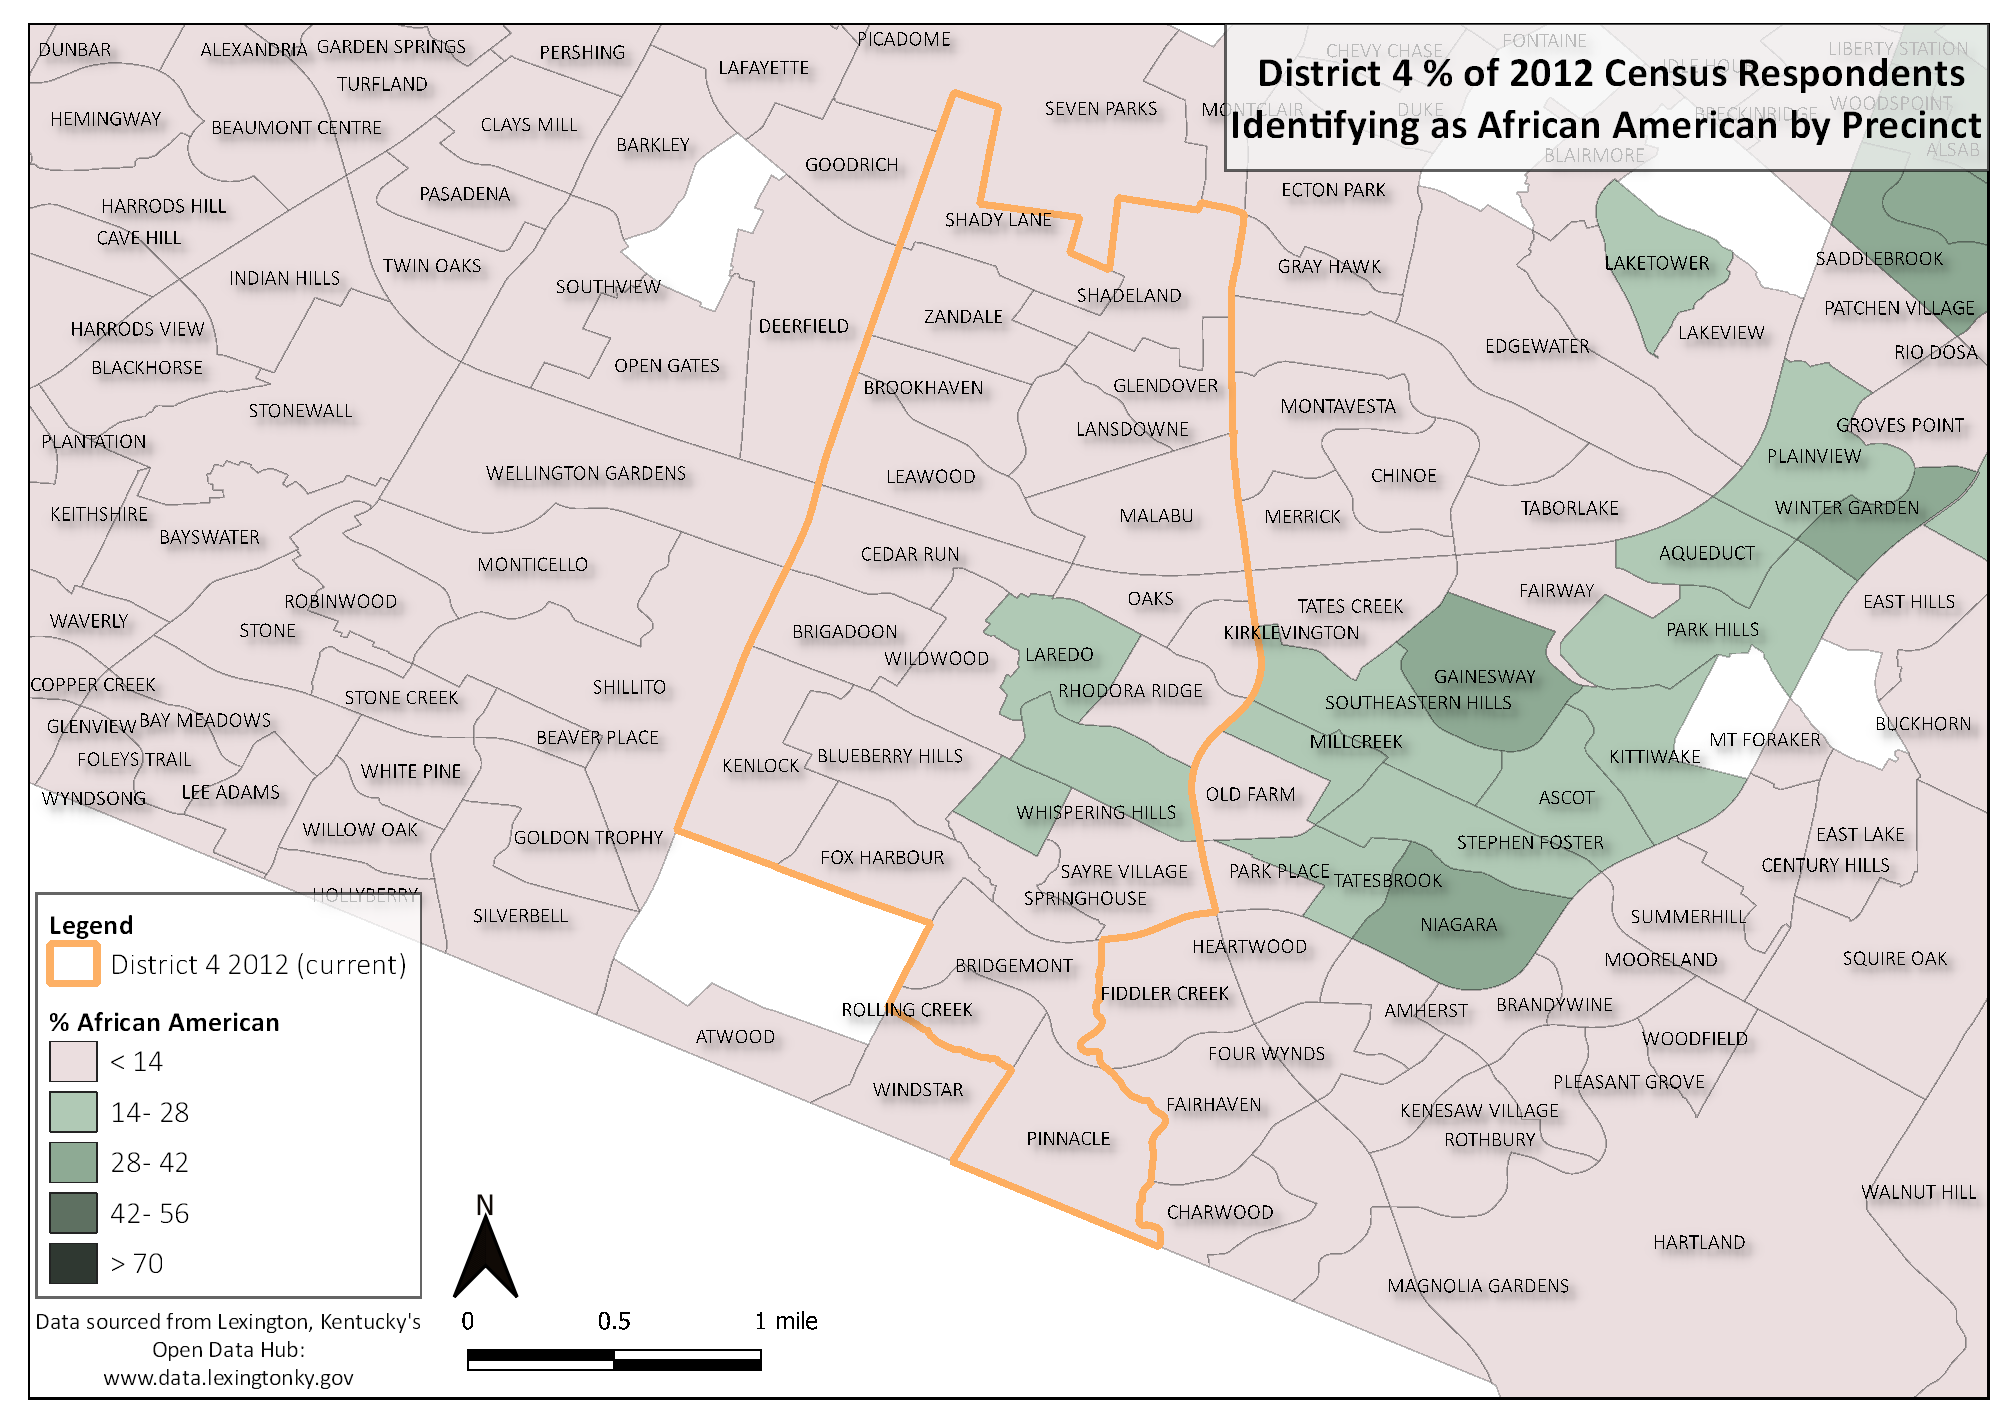 District 4 % of 2012 Census Respondents
Identifying as African American by Precinct
PICADOME
DUNBAR
ALEXANDRIA
GARDEN SPRINGS
PERSHING
CHEVY CHASE
FONTAINE
LIBERTY STATION
LAFAYETTE
TURFLAND
WOODSPOINT
SEVEN PARKS
MONTCLAIR
DUKE
BRECKINRIDGE
HEMINGWAY
BEAUMONT CENTRE
CLAYS MILL
BARKLEY
BLAIRMORE
ALSAB
GOODRICH
PASADENA
ECTON PARK
HARRODS HILL
SHADY LANE
CAVE HILL
INDIAN HILLS
TWIN OAKS
SOUTHVIEW
GRAY HAWK
LAKETOWER
SADDLEBROOK
SHADELAND
PATCHEN VILLAGE
HARRODS VIEW
DEERFIELD
ZANDALE
LAKEVIEW
EDGEWATER
RIO DOSA
BLACKHORSE
OPEN GATES
BROOKHAVEN
GLENDOVER
STONEWALL
MONTAVESTA
GROVES POINT
PLANTATION
LANSDOWNE
PLAINVIEW
WELLINGTON GARDENS
LEAWOOD
CHINOE
KEITHSHIRE
MALABU
MERRICK
TABORLAKE
WINTER GARDEN
BAYSWATER
CEDAR RUN
AQUEDUCT
MONTICELLO
ROBINWOOD
OAKS
TATES CREEK
FAIRWAY
EAST HILLS
WAVERLY
STONE
BRIGADOON
KIRKLEVINGTON
PARK HILLS
WILDWOOD
LAREDO
COPPER CREEK
STONE CREEK
SHILLITO
RHODORA RIDGE
GAINESWAY
SOUTHEASTERN HILLS
GLENVIEW
BAY MEADOWS
BEAVER PLACE
MILLCREEK
MT FORAKER
BUCKHORN
FOLEYS TRAIL
WHITE PINE
KENLOCK
BLUEBERRY HILLS
KITTIWAKE
WYNDSONG
LEE ADAMS
WHISPERING HILLS
OLD FARM
ASCOT
WILLOW OAK
GOLDON TROPHY
FOX HARBOUR
STEPHEN FOSTER
EAST LAKE
SAYRE VILLAGE
PARK PLACE
TATESBROOK
CENTURY HILLS
HOLLYBERRY
SPRINGHOUSE
SILVERBELL
NIAGARA
SUMMERHILL
HEARTWOOD
BRIDGEMONT
MOORELAND
SQUIRE OAK
ROLLING CREEK
FIDDLER CREEK
AMHERST
BRANDYWINE
ATWOOD
FOUR WYNDS
WOODFIELD
WINDSTAR
FAIRHAVEN
PLEASANT GROVE
KENESAW VILLAGE
PINNACLE
ROTHBURY
WALNUT HILL
CHARWOOD
HARTLAND
MAGNOLIA GARDENS
Legend
District 4 2012 (current)
% African American
< 14
14- 28
28- 42
42- 56
> 70
Data sourced from Lexington, Kentucky's
Open Data Hub:
www.data.lexingtonky.gov
N
0 0.5 1 mile